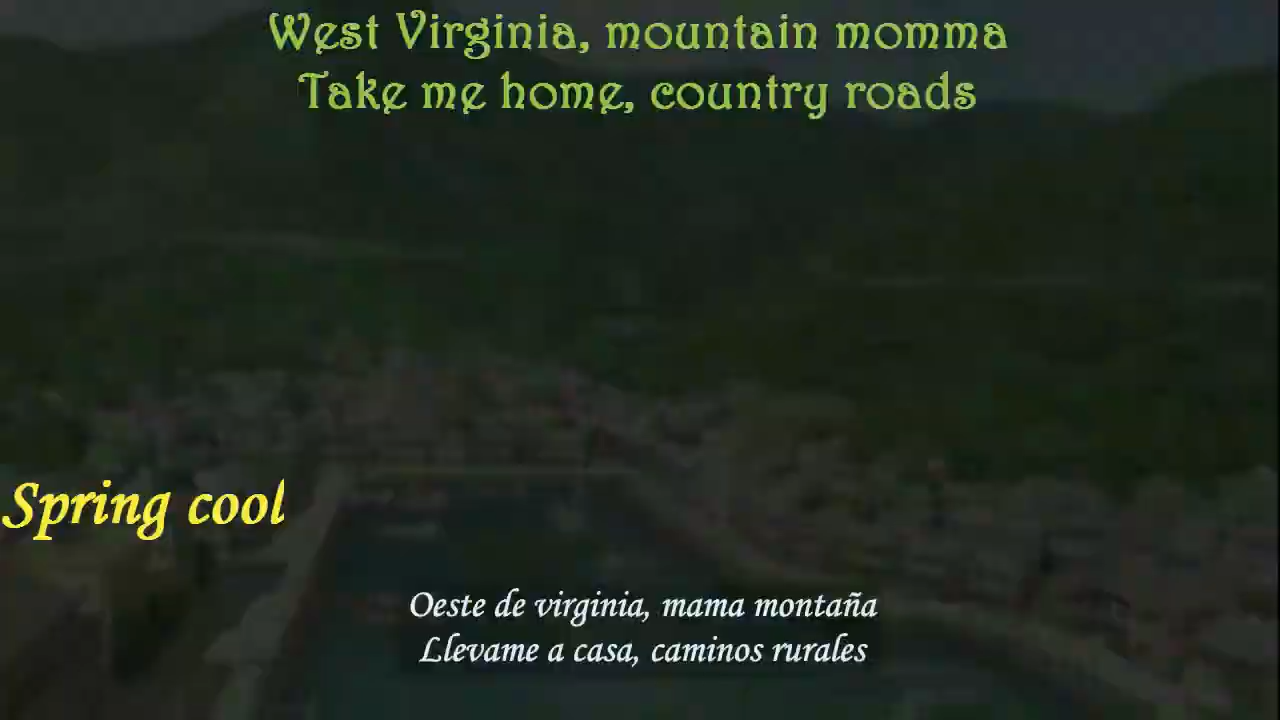 West Virginia, mountain momma
Take me home, country roads
Spring cool
Oeste de virginia, mama montaña
Llevame a casa, caminos rurales